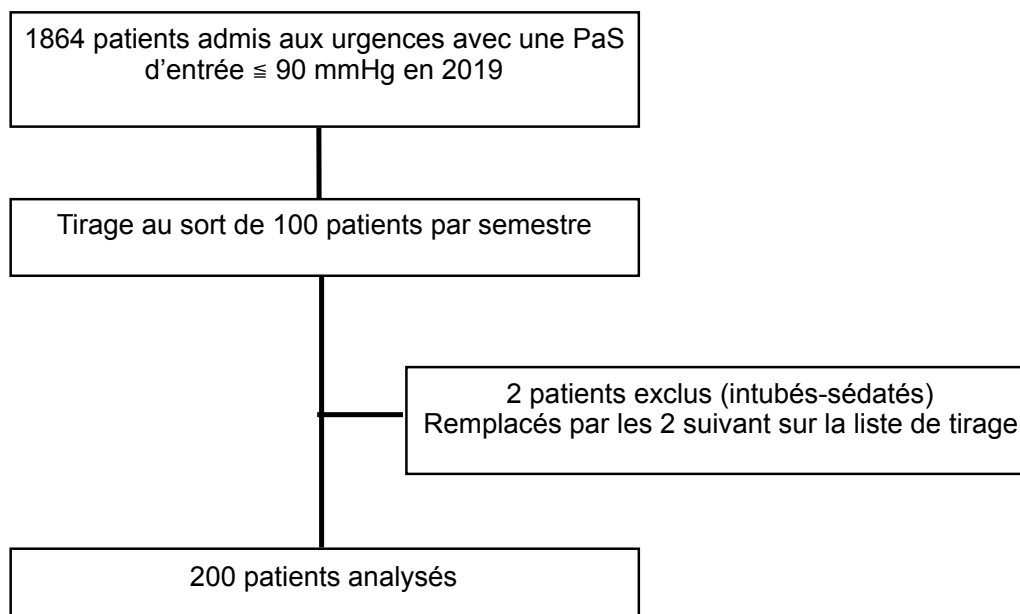 1864 patients admis aux urgences avec une PaS
d’entrée ≦ 90 mmHg en 2019
Tirage au sort de 100 patients par semestre
2 patients exclus (intubés-sédatés)
Remplacés par les 2 suivant sur la liste de tirage
200 patients analysés